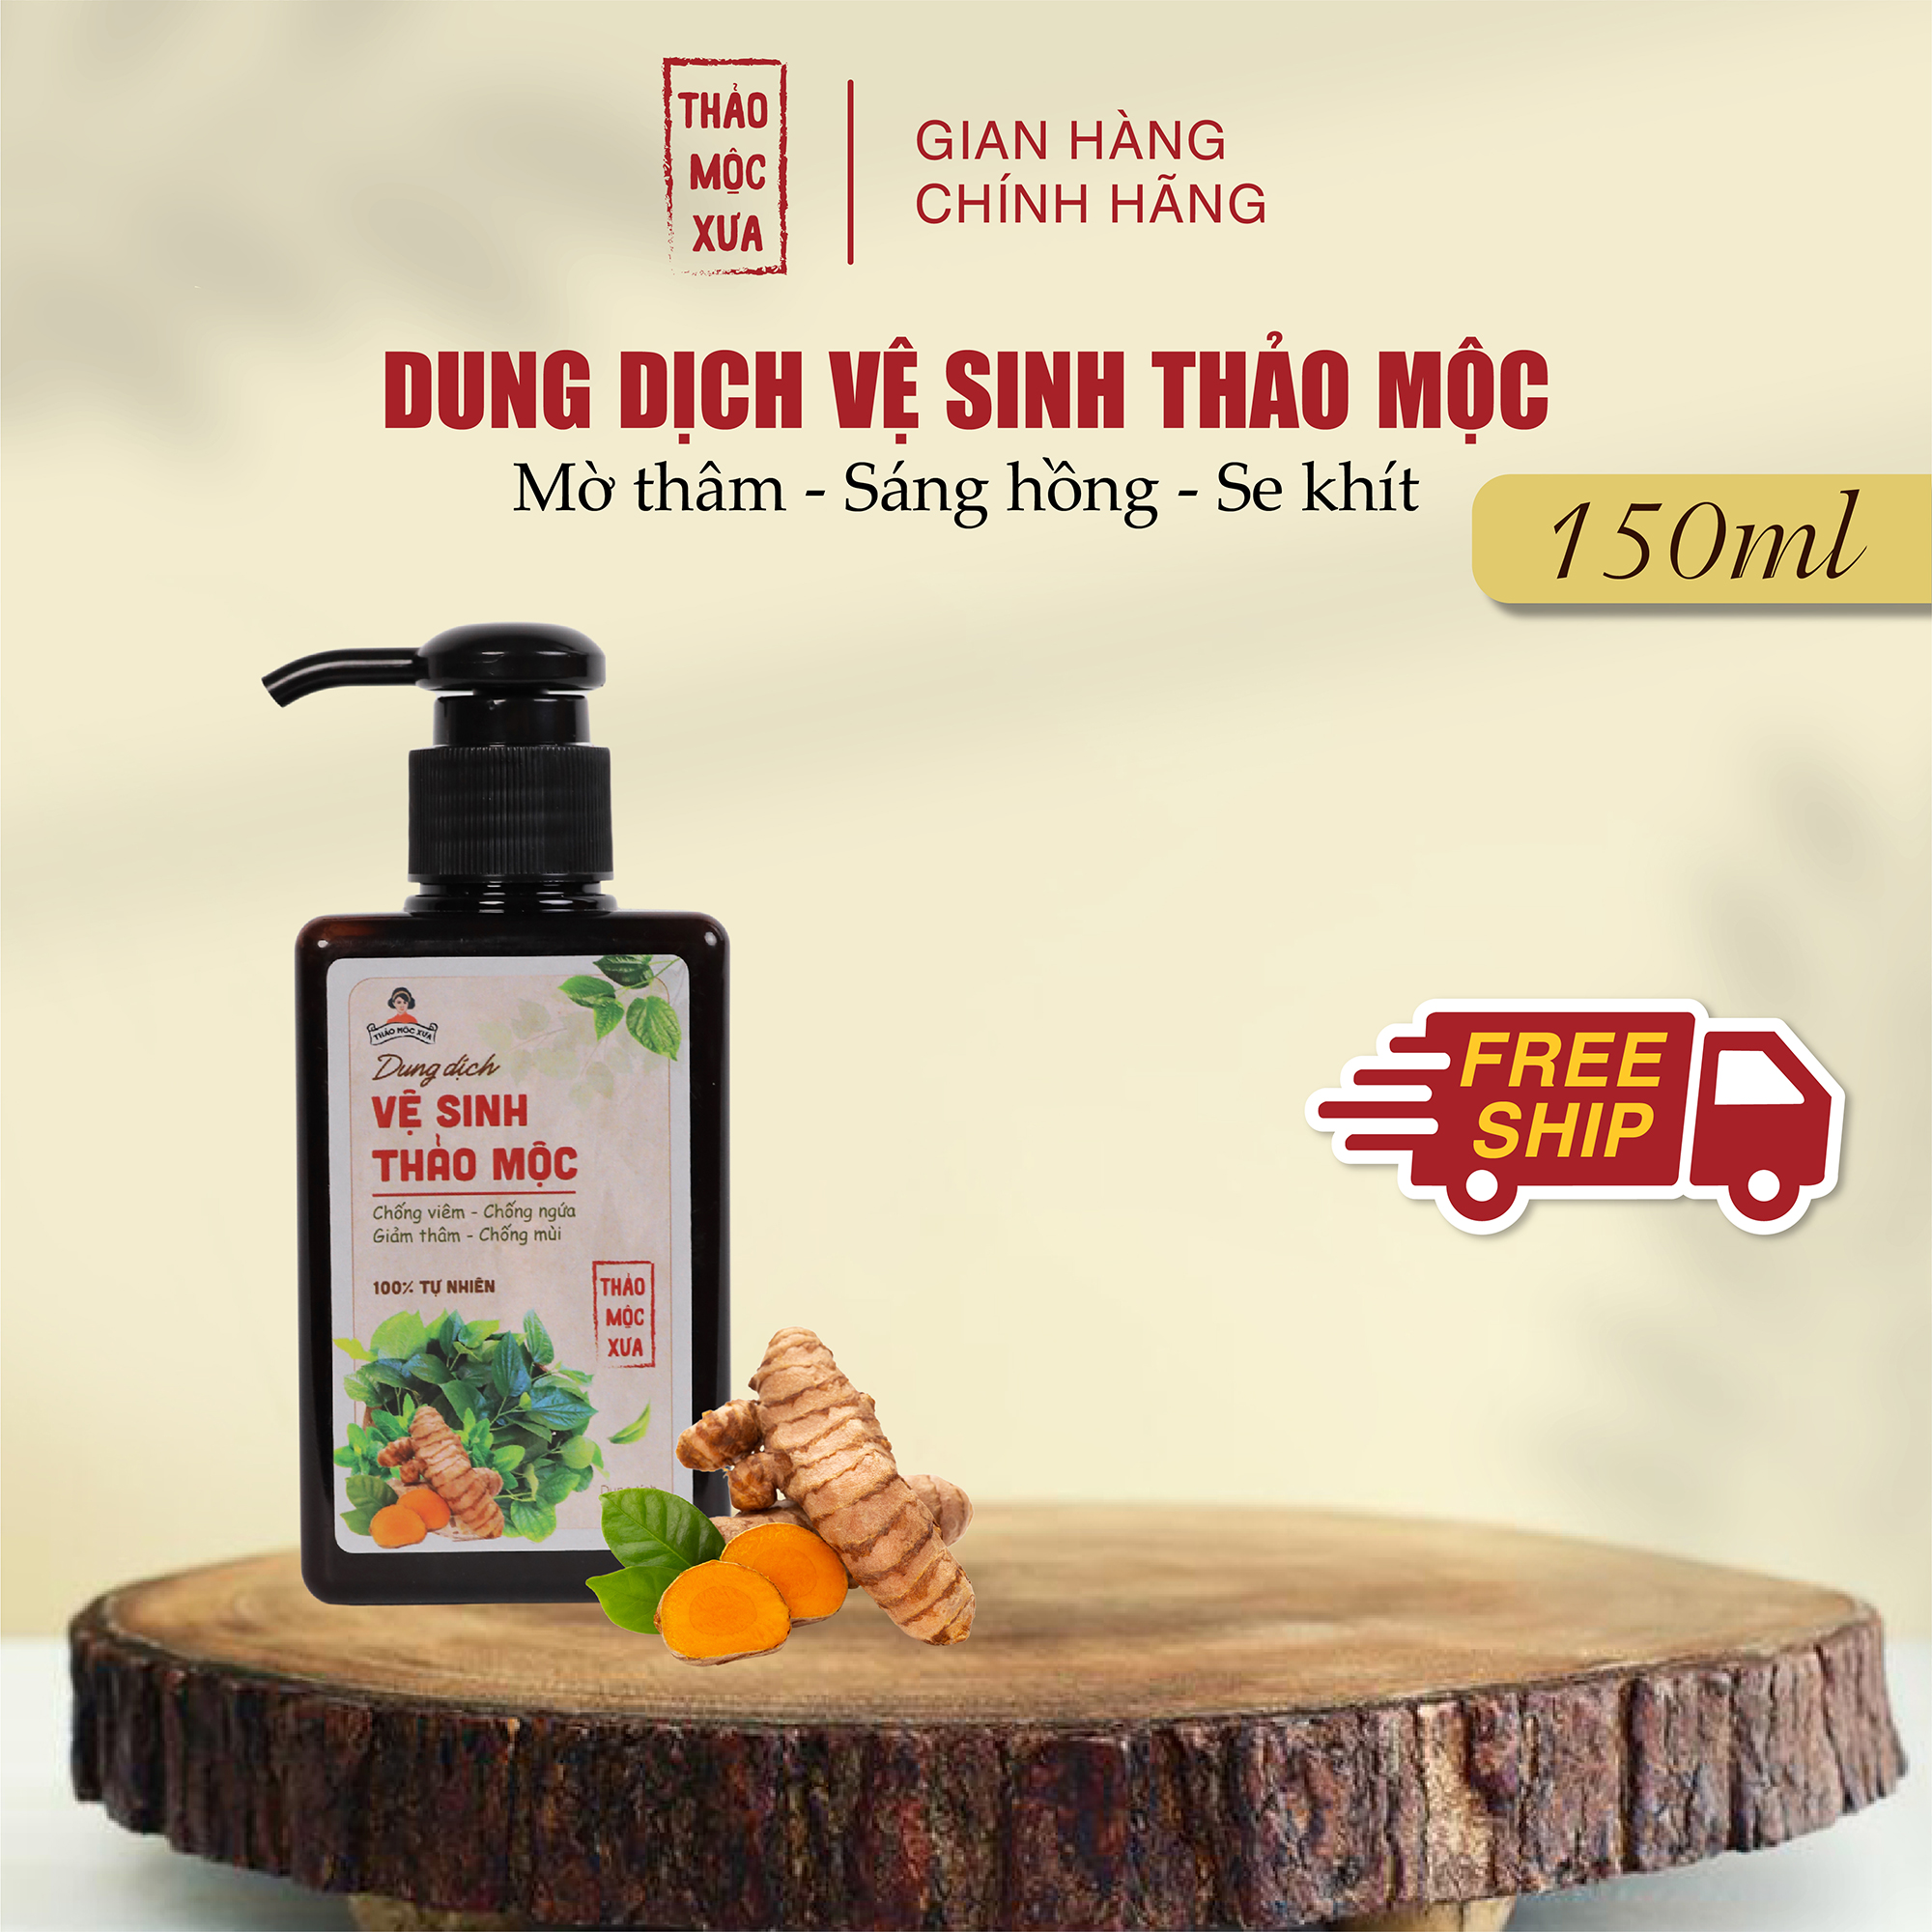 THẢO
MỘC
XƯA
GIAN HÀNG
CHÍNH HÃNG
DUNG DỊCH VỆ SINH THẢO MỘC
Mờ thâm - Sáng hồng - Se khít
150ml
THẢO MỘC XƯA
Dung dịch
VỆ SINH
THẢO MỘC
Chống viêm - Chống ngứa
Giảm thâm - Chống mùi
100% TỰ NHIÊN
THẢO
MỘC
XƯA
FREE
SHIP